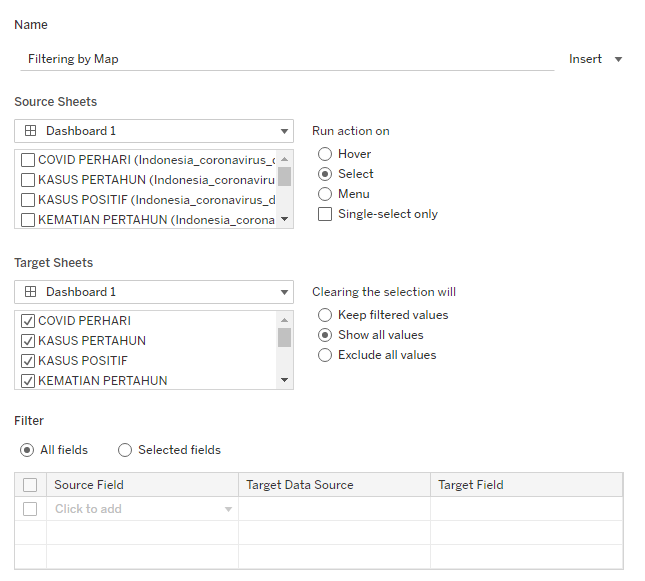 Name
Filtering by Map
Insert
Source Sheets
Dashboard 1
Run action on
COVID PERHARI (Indonesia_coronavirus_c
KASUS PERTAHUN (Indonesia_coronaviru
KASUS POSITIF (Indonesia_coronavirus_d
KEMATIAN PERTAHUN (Indonesia_corona
Hover
Select
Menu
Single-select only
Target Sheets
Dashboard 1
Clearing the selection will
COVID PERHARI
KASUS PERTAHUN
KASUS POSITIF
KEMATIAN PERTAHUN
Keep filtered values
Show all values
Exclude all values
Filter
All fields
Selected fields
Source Field
Target Data Source
Target Field
Click to add